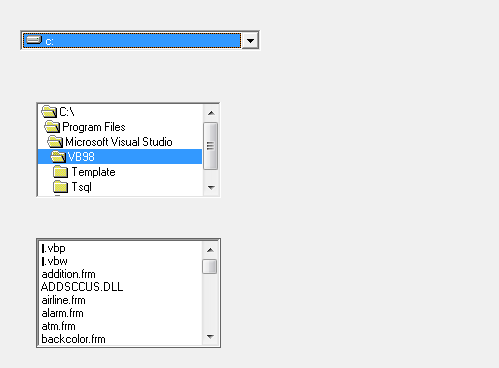 c:
C:\
Program Files
Microsoft Visual Studio
VB98
Template
Tsql
].vbp
].vbw
addition.frm
ADDSCCUS.DLL
airline.frm
alarm.frm
atm.frm
backcolor.frm